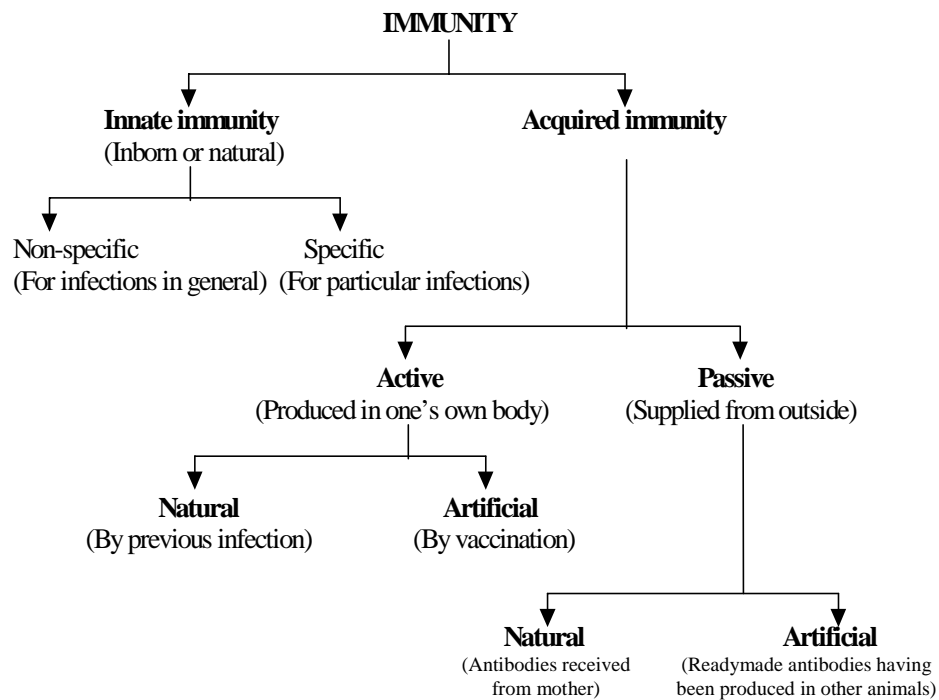 IMMUNITY
Innate immunity
(Inborn or natural)
Acquired immunity
Non-specific
(For infections in general)
Specific
(For particular infections)
Active
(Produced in one's own body)
Passive
(Supplied from outside)
Natural
(By previous infection)
Artificial
(By vaccination)
Natural
(Antibodies received
from mother)
Artificial
(Readymade antibodies having
been produced in other animals)